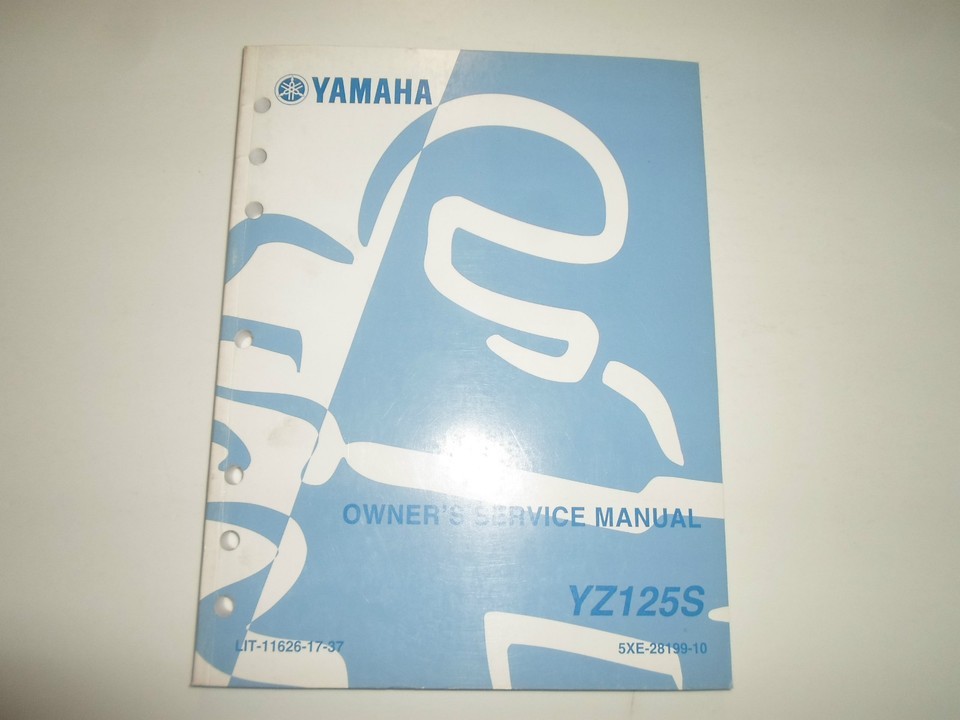 YAMAHA
OWNER'S SERVICE MANUAL
YZ125S
LIT-11626-17-37
5XE-28199-10